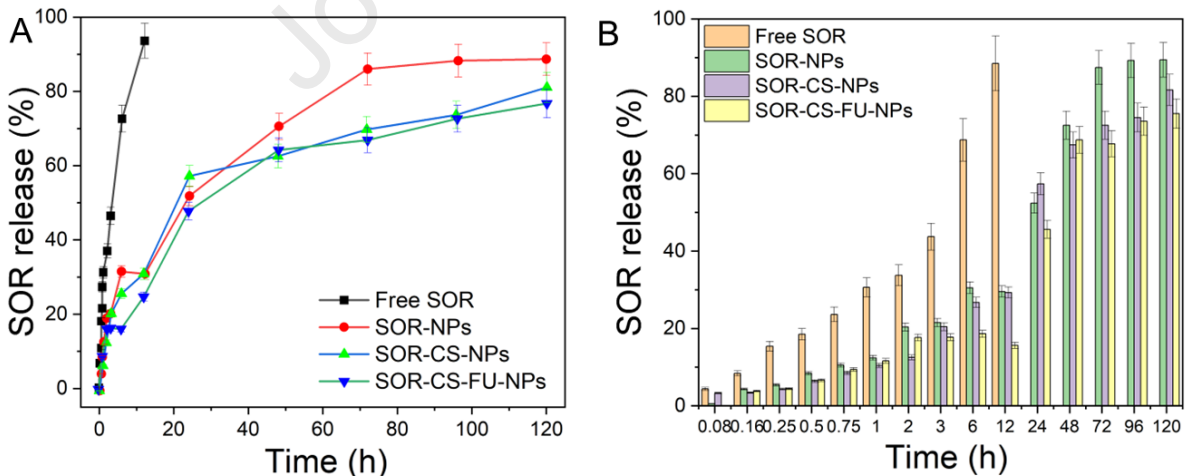 Jo
A
SOR release (%)
100
80
60
40
20
0
Free SOR
SOR-NPs
SOR-CS-NPs
SOR-CS-FU-NPs
0 20 40 60 80 100 120
Time (h)
B
SOR release (%)
100
80
60
40
20
0
Free SOR
SOR-NPs
SOR-CS-NPs
SOR-CS-FU-NPs
0.08 0.16 0.25 0.5 0.75 1 2 3 6 12 24 48 72 96 120
Time (h)